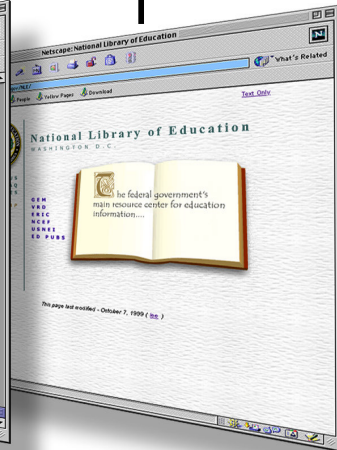 Netscape: National Library of Education
What's Related
People Yellow Pages Download
Text Only
National Library of Education
WASHINGTON D.C.
The federal government's
main resource center for education
information....
GEM
VRD
ERIC
NCEF
USNEI
ED PUBS
This page last modified - October 7, 1999 ( )